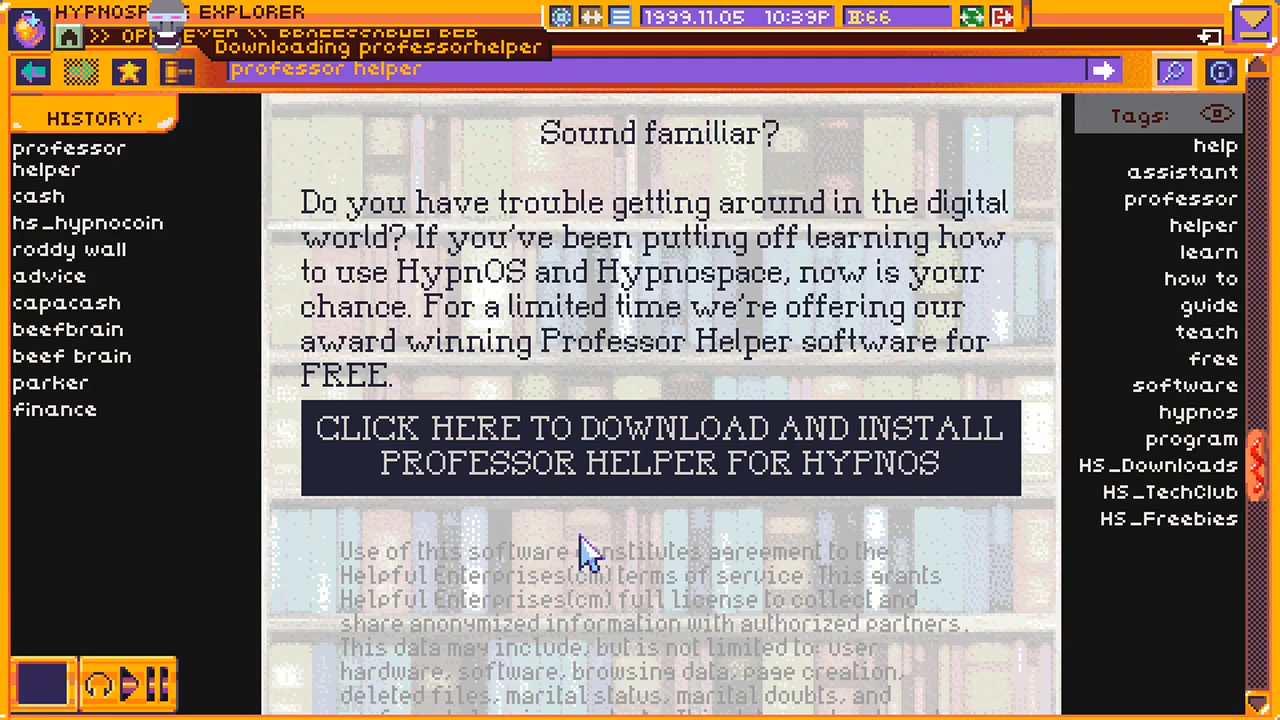 HYPNOSP S EXPLORER
1999.11.05 10:39P
66
>>
Downloading professorhelper
professor helper
HISTORY:
professor
helper
cash
hs_hypnocoin
roddy wall
advice
capacash
beefbrain
beef brain
parker
finance
Sound familiar?
Do you have trouble getting around in the digital
world? If you've been putting off learning how
to use HypnOS and Hypnospace, now is your
chance. For a limited time we're offering our
award winning Professor Helper software for
FREE.
CLICK HERE TO DOWNLOAD AND INSTALL
PROFESSOR HELPER FOR HYPNOS
Use of this software constitutes agreement to the
Helpful Enterprises(cm) terms of service. This grants
Helpful Enterprises(cm) full license to collect and
share anonymized information with authorized partners.
This data may include, but is not limited to: user
hardware, software, browsing data, page creation,
deleted files, marital status, marital doubts, and
Tags:
help
assistant
professor
helper
learn
how to
guide
teach
free
software
hypnos
program
HS_Downloads
HS_TechClub
HS_Freebies